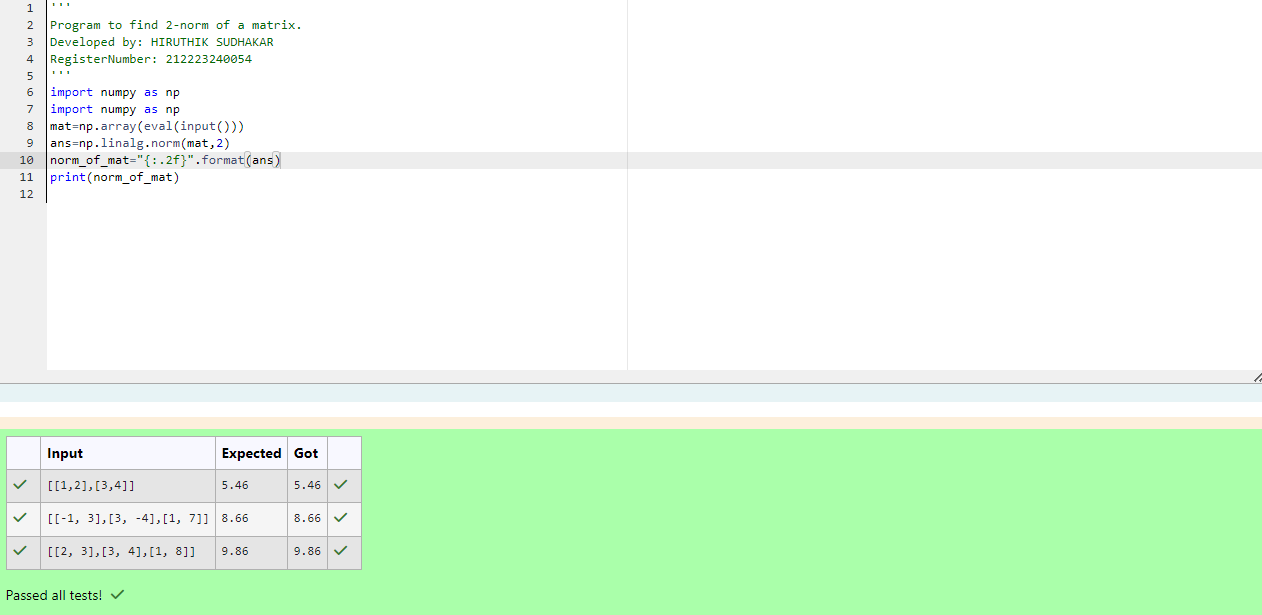 1 '''
2 Program to find 2-norm of a matrix.
3 Developed by: HIRUTHIK SUDHAKAR
4 RegisterNumber: 212223240054
5 '''
6 import numpy as np
7 import numpy as np
8 mat=np.array(eval(input()))
9 ans=np.linalg.norm(mat,2)
10 norm_of_mat="{:.2f}".format(ans)
11 print(norm_of_mat)
12
Input Expected Got
[[1,2],[3,4]] 5.46 5.46
[[-1, 3],[3, -4],[1, 7]] 8.66 8.66
[[2, 3],[3, 4],[1, 8]] 9.86 9.86
Passed all tests!